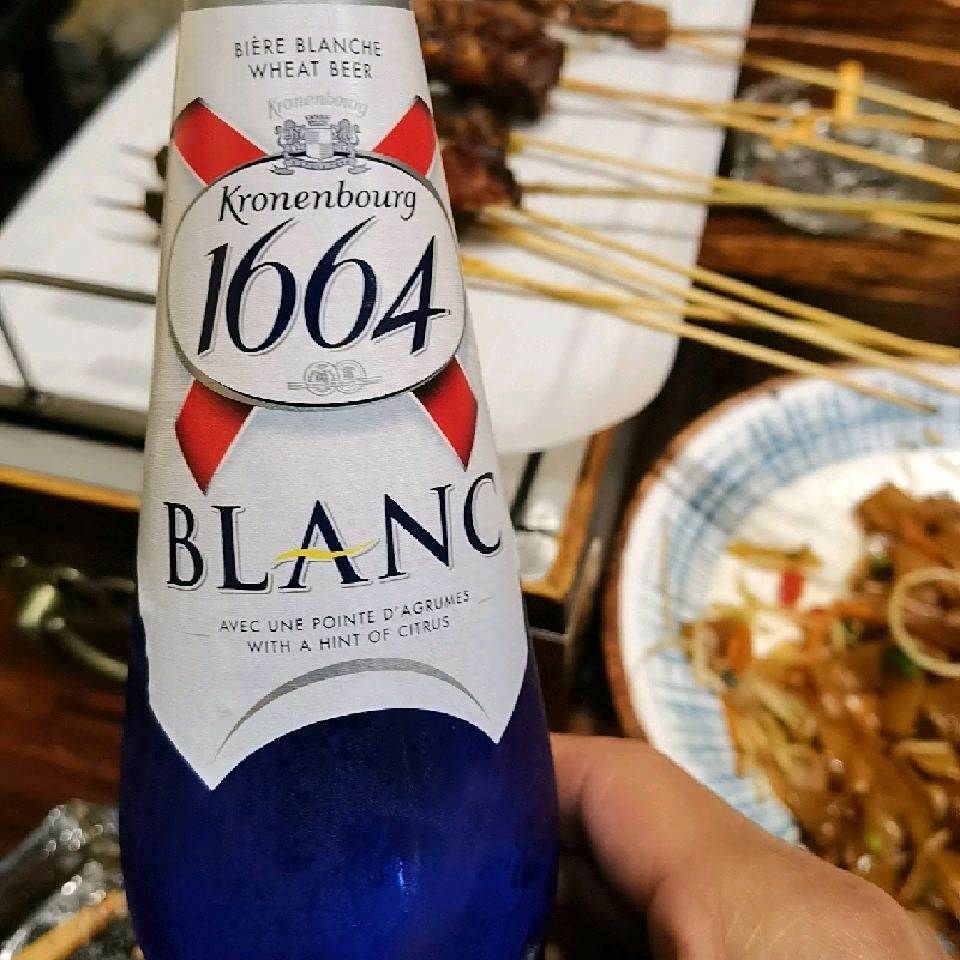 BIÈRE BLANCHE
WHEAT BEER
Kronenbourg
Kronenbourg
1664
BLANC
AVEC UNE POINTE D'AGRUMES
WITH A HINT OF CITRUS